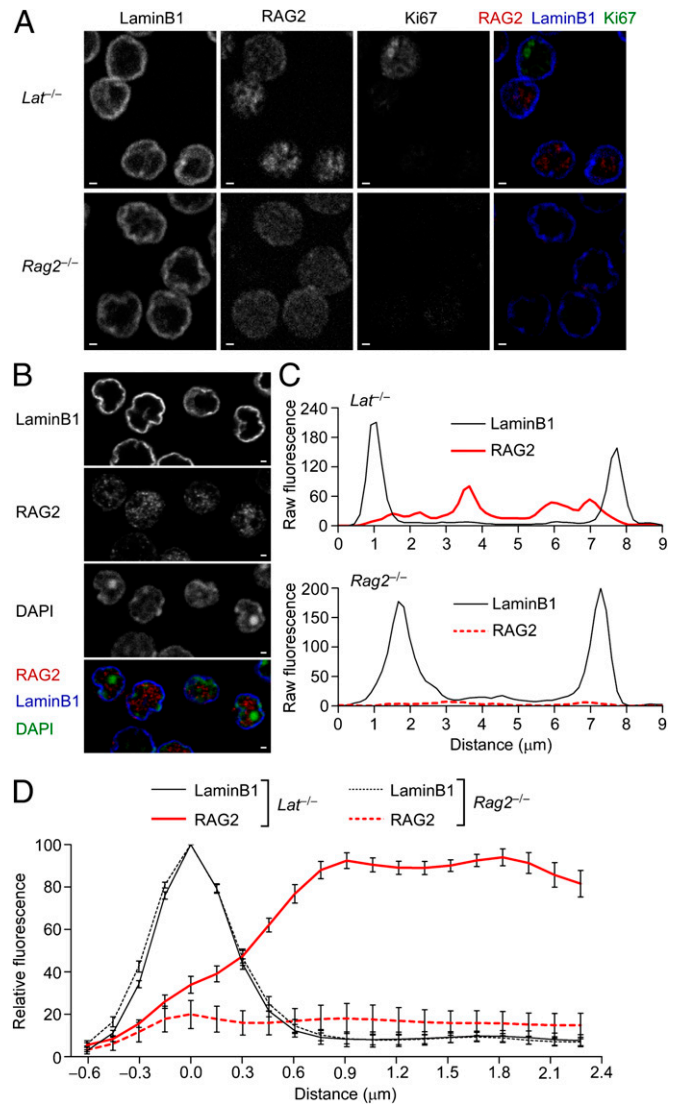 A
LaminB1 RAG2 Ki67 RAG2 LaminB1 Ki67
Lat–/–
Rag2–/–
B
LaminB1
RAG2
DAPI
RAG2
LaminB1
DAPI
C
Lat–/–
LaminB1
RAG2
Raw fluorescence
240
180
120
60
0
0 1 2 3 4 5 6 7 8 9
Rag2–/–
LaminB1
RAG2
Raw fluorescence
200
150
100
50
0
0 1 2 3 4 5 6 7 8 9
Distance (μm)
D
LaminB1 Lat–/– LaminB1 Rag2–/–
RAG2 RAG2
Relative fluorescence
100
80
60
40
20
0
–0.6 –0.3 0.0 0.3 0.6 0.9 1.2 1.5 1.8 2.1 2.4
Distance (μm)